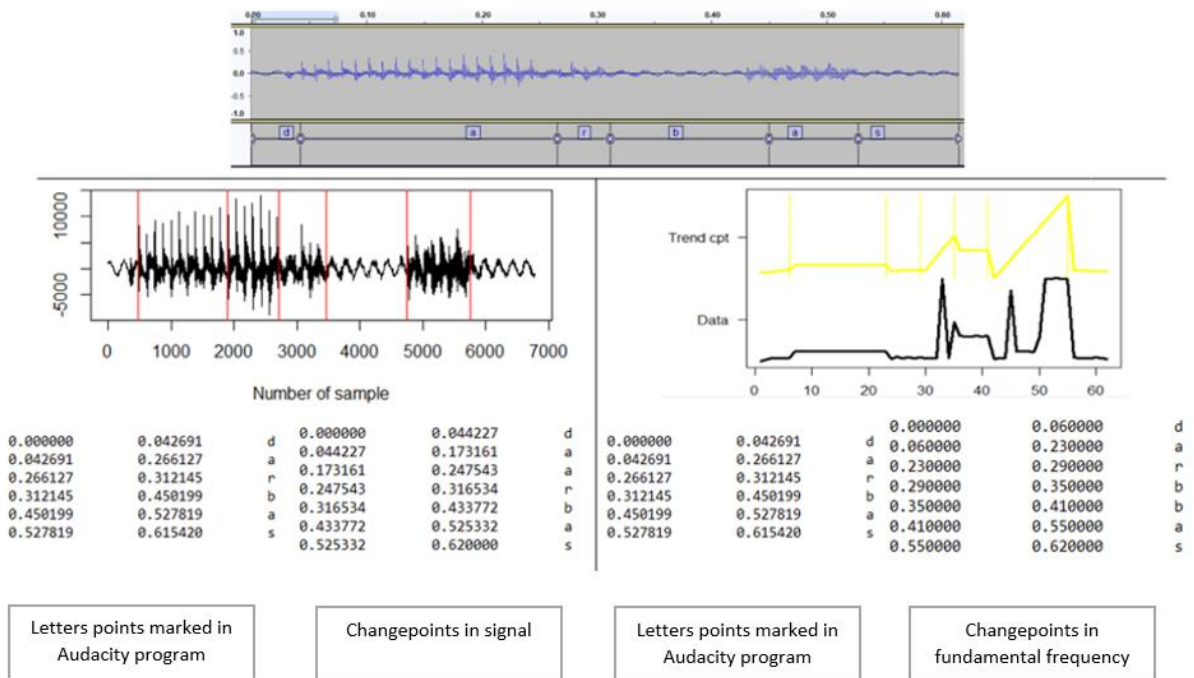 0.00 0.10 0.20 0.30 0.40 0.50 0.60
1.0
0.5
0.0
-0.5
-1.0
d a r b a s
10000
-5000
0 1000 2000 3000 4000 5000 6000 7000
Number of sample
Trend cpt
Data
0 10 20 30 40 50 60
0.000000 0.042691 d
0.042691 0.266127 a
0.266127 0.312145 r
0.312145 0.450199 b
0.450199 0.527819 a
0.527819 0.615420 s
0.000000 0.044227 d
0.044227 0.173161 a
0.173161 0.247543 a
0.247543 0.316534 r
0.316534 0.433772 b
0.433772 0.525332 a
0.525332 0.620000 s
0.000000 0.042691 d
0.042691 0.266127 a
0.266127 0.312145 r
0.312145 0.450199 b
0.450199 0.527819 a
0.527819 0.615420 s
0.000000 0.060000 d
0.060000 0.230000 a
0.230000 0.290000 r
0.290000 0.350000 b
0.350000 0.410000 b
0.410000 0.550000 a
0.550000 0.620000 s
Letters points marked in
Audacity program
Changepoints in signal
Letters points marked in
Audacity program
Changepoints in
fundamental frequency